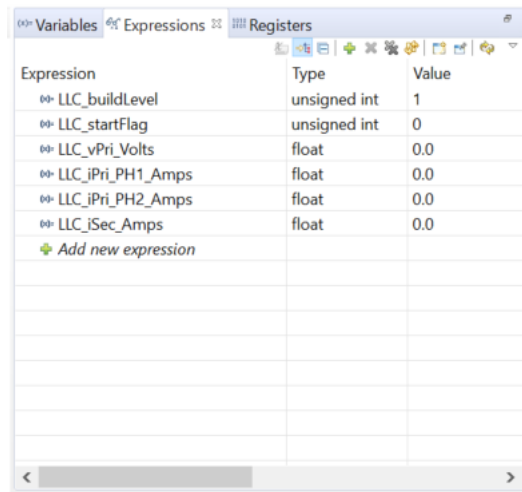 Variables Expressions Registers
Expression Type Value
LLC_buildLevel unsigned int 1
LLC_startFlag unsigned int 0
LLC_vPri_Volts float 0.0
LLC_iPri_PH1_Amps float 0.0
LLC_iPri_PH2_Amps float 0.0
LLC_iSec_Amps float 0.0
Add new expression